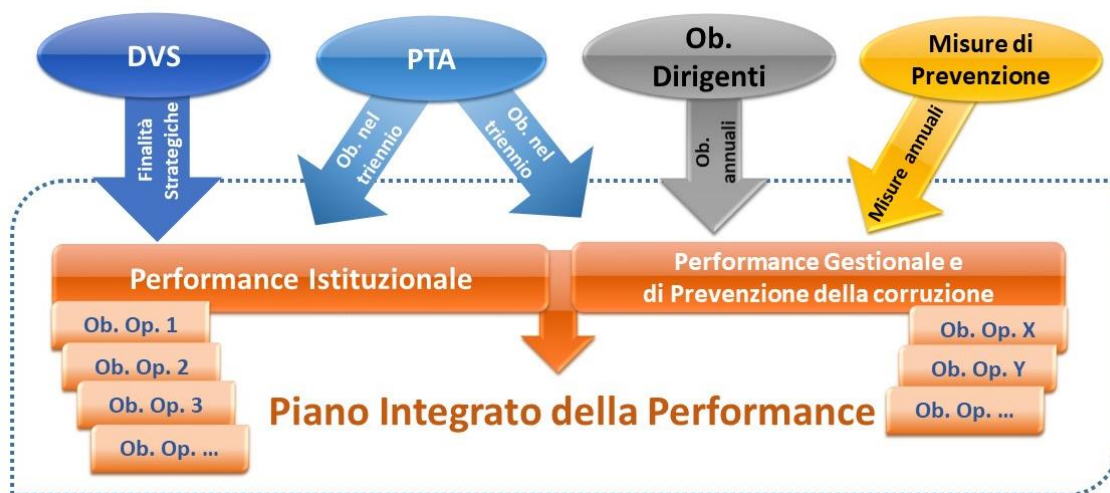 DVS
PTA
Ob.
Dirigenti
Misure di
Prevenzione
Finalità
Strategiche
Ob. nel
triennio
Ob. nel
triennio
Ob.
annuali
Misure annuali
Performance Istituzionale
Performance Gestionale e
di Prevenzione della corruzione
Ob. Op. 1
Ob. Op. 2
Ob. Op. 3
Ob. Op. ...
Ob. Op. X
Ob. Op. Y
Ob. Op. ...
Piano Integrato della Performance